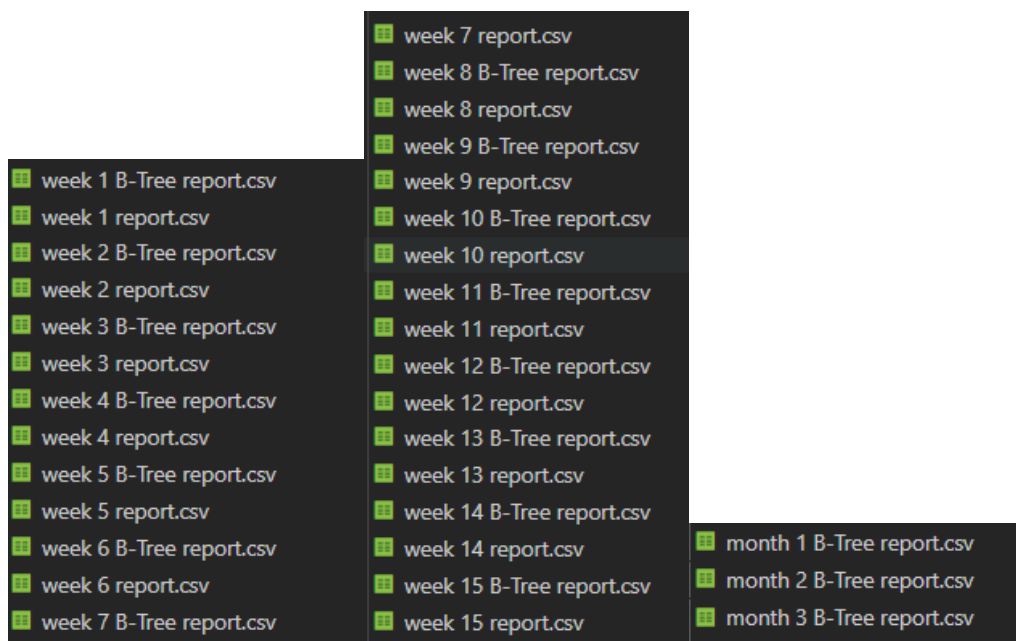 week 1 B-Tree report.csv
week 1 report.csv
week 2 B-Tree report.csv
week 2 report.csv
week 3 B-Tree report.csv
week 3 report.csv
week 4 B-Tree report.csv
week 4 report.csv
week 5 B-Tree report.csv
week 5 report.csv
week 6 B-Tree report.csv
week 6 report.csv
week 7 B-Tree report.csv
week 7 report.csv
week 8 B-Tree report.csv
week 8 report.csv
week 9 B-Tree report.csv
week 9 report.csv
week 10 B-Tree report.csv
week 10 report.csv
week 11 B-Tree report.csv
week 11 report.csv
week 12 B-Tree report.csv
week 12 report.csv
week 13 B-Tree report.csv
week 13 report.csv
week 14 B-Tree report.csv
week 14 report.csv
week 15 B-Tree report.csv
week 15 report.csv
month 1 B-Tree report.csv
month 2 B-Tree report.csv
month 3 B-Tree report.csv